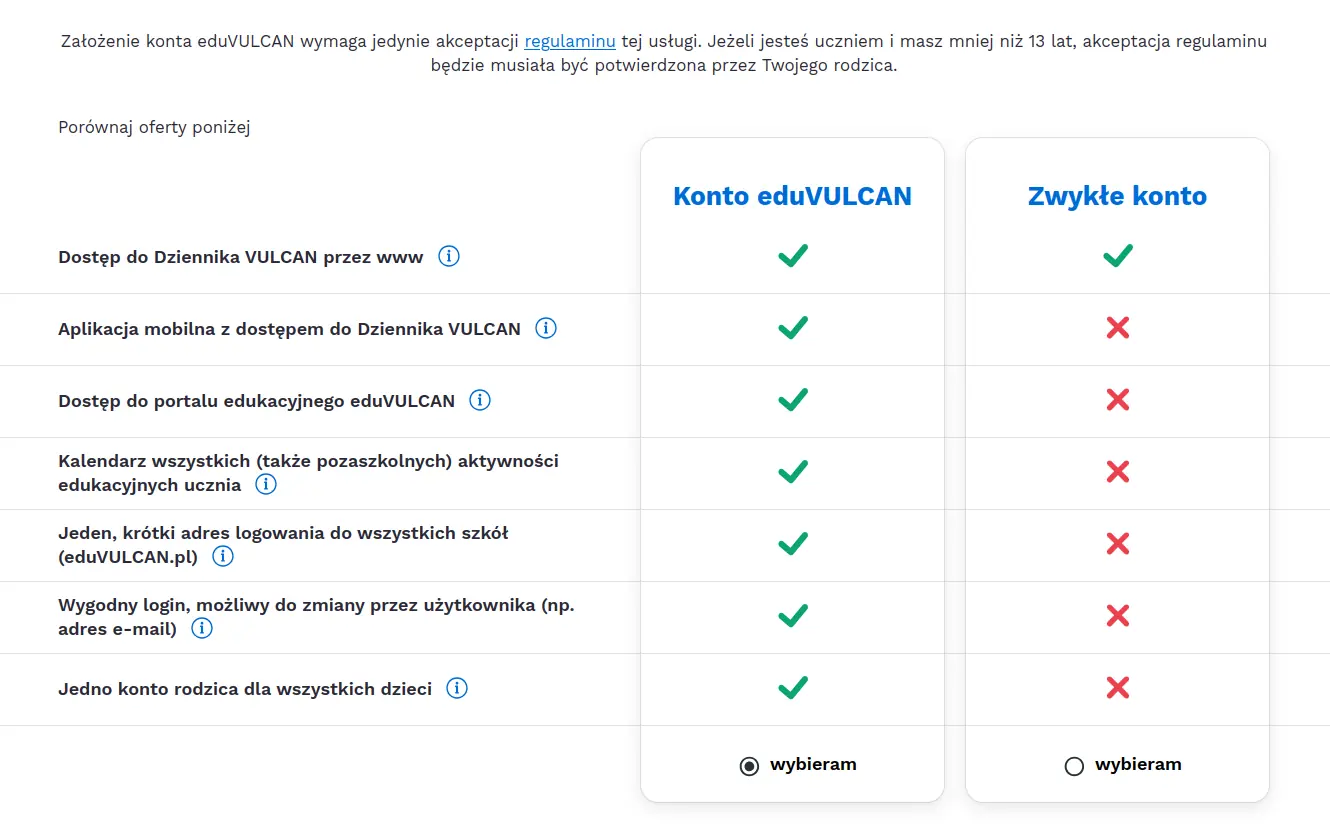 Założenie konta eduVULCAN wymaga jedynie akceptacji regulaminu tej usługi. Jeżeli jesteś uczniem i masz mniej niż 13 lat, akceptacja regulaminu
będzie musiała być potwierdzona przez Twojego rodzica.
Porównaj oferty poniżej
Konto eduVULCAN
Zwykłe konto
Dostęp do Dziennika VULCAN przez www
Aplikacja mobilna z dostępem do Dziennika VULCAN
Dostęp do portalu edukacyjnego eduVULCAN
Kalendarz wszystkich (także pozaszkolnych) aktywności
edukacyjnych ucznia
Jeden, krótki adres logowania do wszystkich szkół
(eduVULCAN.pl)
Wygodny login, możliwy do zmiany przez użytkownika (np.
adres e-mail)
Jedno konto rodzica dla wszystkich dzieci
wybieram
wybieram